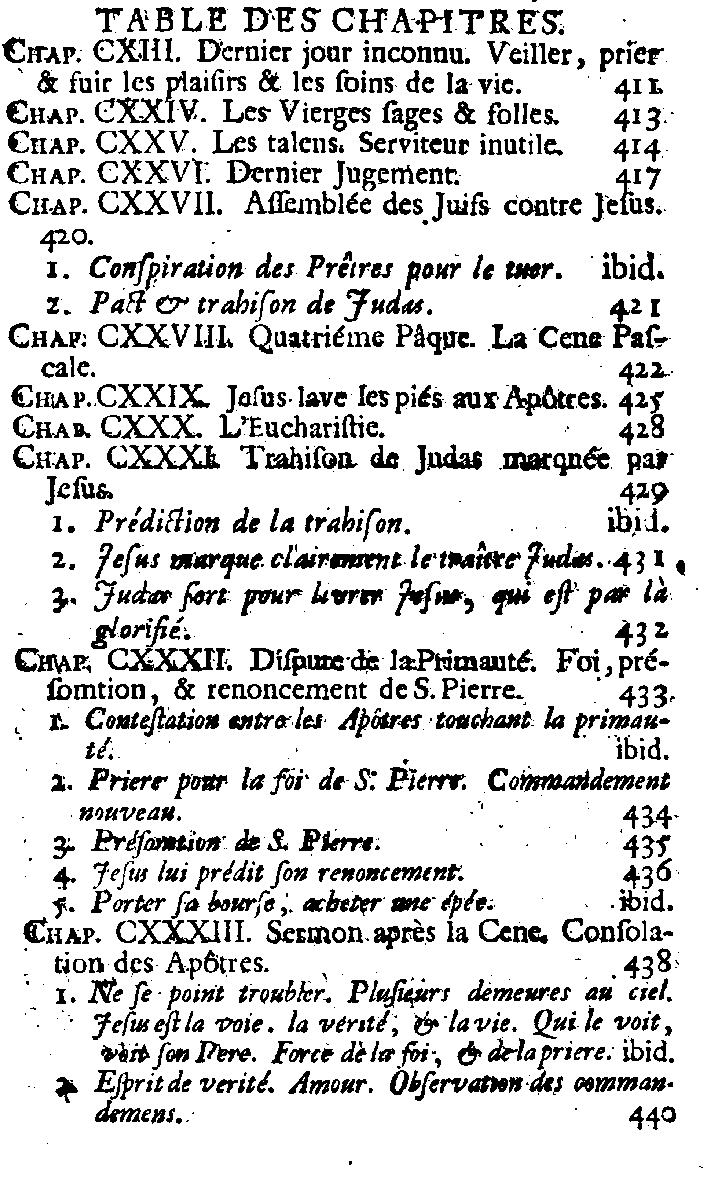 TABLE DES CHAPITRES.
CHAP. CXIII. Dernier jour inconnu. Veiller, prier
& fuir les plaiſirs & les ſoins de la vie. 411.
CHAP. CXXIV. Les Vierges ſages & folles. 413.
CHAP. CXXV. Les talens. Serviteur inutile. 414
CHAP. CXXVI. Dernier Jugement. 417
CHAP. CXXVII. Aſſemblée des Juifs contre Jeſus.
420.
1. Conſpiration des Prêtres pour le tuer. ibid.
2. Pact & trahiſon de Judas. 421
CHAP. CXXVIII. Quatriéme Pâque. La Cene Paſ-
cale. 422
CHAP. CXXIX. Jeſus lave les piés aux Apôtres. 425
CHAP. CXXX. L'Euchariſtie. 428
CHAP. CXXXI. Trahiſon de Judas marquée par
Jeſus. 429
1. Prédiction de la trahiſon. ibid.
2. Jeſus marque clairement le traître Judas. 431,
3. Judas ſort pour livrer Jeſus, qui eſt par là
glorifié. 432
CHAP. CXXXII. Diſpute de la Primauté. Foi, pré-
ſomtion, & renoncement de S. Pierre. 433.
1. Conteſtation entre les Apôtres touchant la primau-
té. ibid.
2. Priere pour la foi de S. Pierre. Commandement
nouveau. 434
3. Préſomtion de S. Pierre. 435
4. Jeſus lui prédit ſon renoncement. 436
5. Porter ſa bourſe, acheter une épée. ibid.
CHAP. CXXXIII. Sermon après la Cene. Conſola-
tion des Apôtres. 438
1. Ne ſe point troubler. Pluſieurs demeures au ciel.
Jeſus eſt la voie. la verité, & la vie. Qui le voit,
voit ſon Pere. Force de la foi, & de la priere. ibid.
2. Eſprit de verité. Amour. Obſervation des comman-
demens. 440